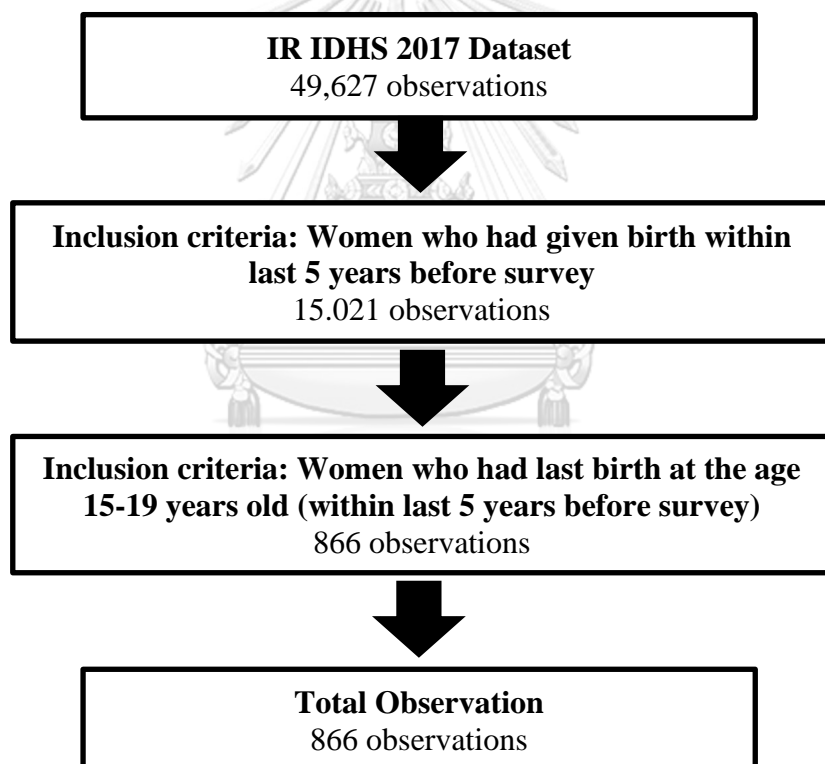 IR IDHS 2017 Dataset
49,627 observations
Inclusion criteria: Women who had given birth within
last 5 years before survey
15.021 observations
Inclusion criteria: Women who had last birth at the age
15-19 years old (within last 5 years before survey)
866 observations
Total Observation
866 observations